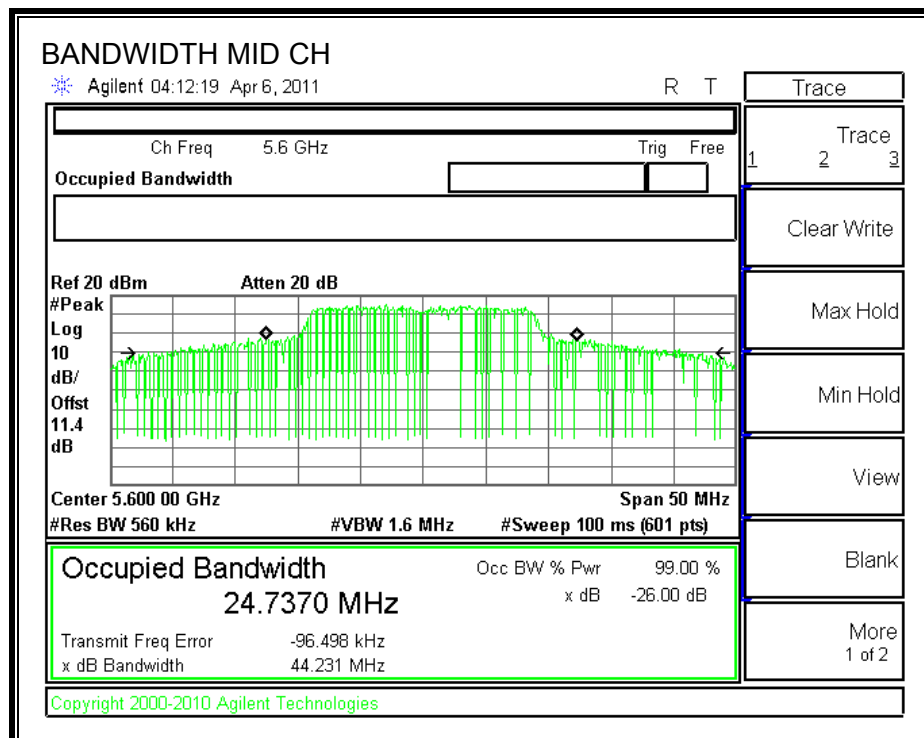 BANDWIDTH MID CH
Agilent 04:12:19 Apr 6, 2011 R T
Trace
Ch Freq 5.6 GHz Trig Free
Occupied Bandwidth
Trace
1 2 3
Clear Write
Max Hold
Min Hold
View
Blank
More
1 of 2
Ref 20 dBm Atten 20 dB
#Peak
Log
10
dB/
Offst
11.4
dB
Center 5.600 00 GHz Span 50 MHz
#Res BW 560 kHz #VBW 1.6 MHz #Sweep 100 ms (601 pts)
Occupied Bandwidth Occ BW % Pwr 99.00 %
24.7370 MHz x dB -26.00 dB
Transmit Freq Error -96.498 kHz
x dB Bandwidth 44.231 MHz
Copyright 2000-2010 Agilent Technologies